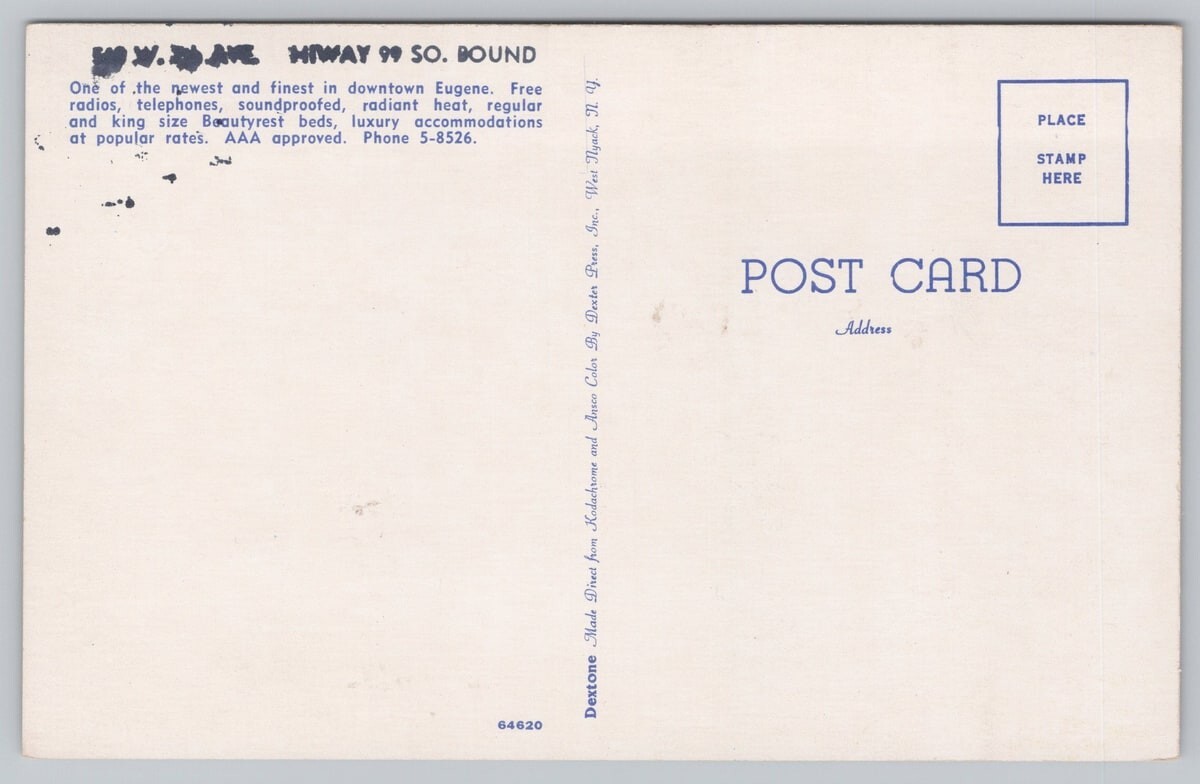 W. AVE. HIWAY 99 SO. BOUND
One of the newest and finest in downtown Eugene. Free
radios, telephones, soundproofed, radiant heat, regular
and king size Beautyrest beds, luxury accommodations
at popular rates. AAA approved. Phone 5-8526.
Dextone Made Direct from Kodachrome and Ansco Color By Dexter Press, Inc., West Nyack, N. Y.
64620
PLACE
STAMP
HERE
POST CARD
Address